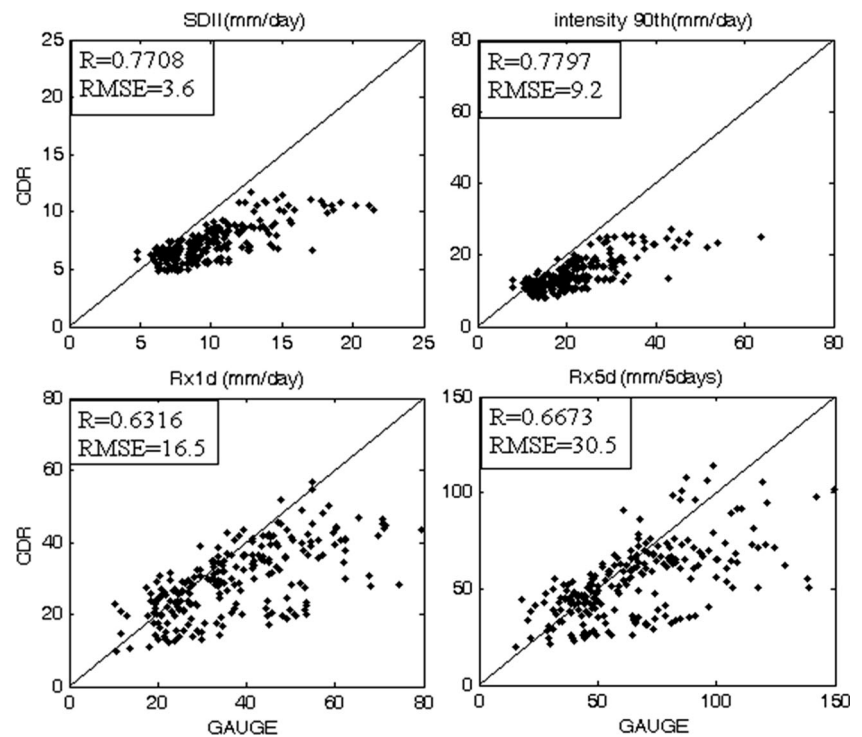 SDII(mm/day)
25
20
15
10
5
0
0 5 10 15 20 25
CDR
R=0.7708
RMSE=3.6
intensity 90th(mm/day)
80
60
40
20
0
0 20 40 60 80
R=0.7797
RMSE=9.2
Rx1d (mm/day)
80
60
40
20
0
0 20 40 60 80
CDR
GAUGE
R=0.6316
RMSE=16.5
Rx5d (mm/5days)
150
100
50
0
0 50 100 150
GAUGE
R=0.6673
RMSE=30.5